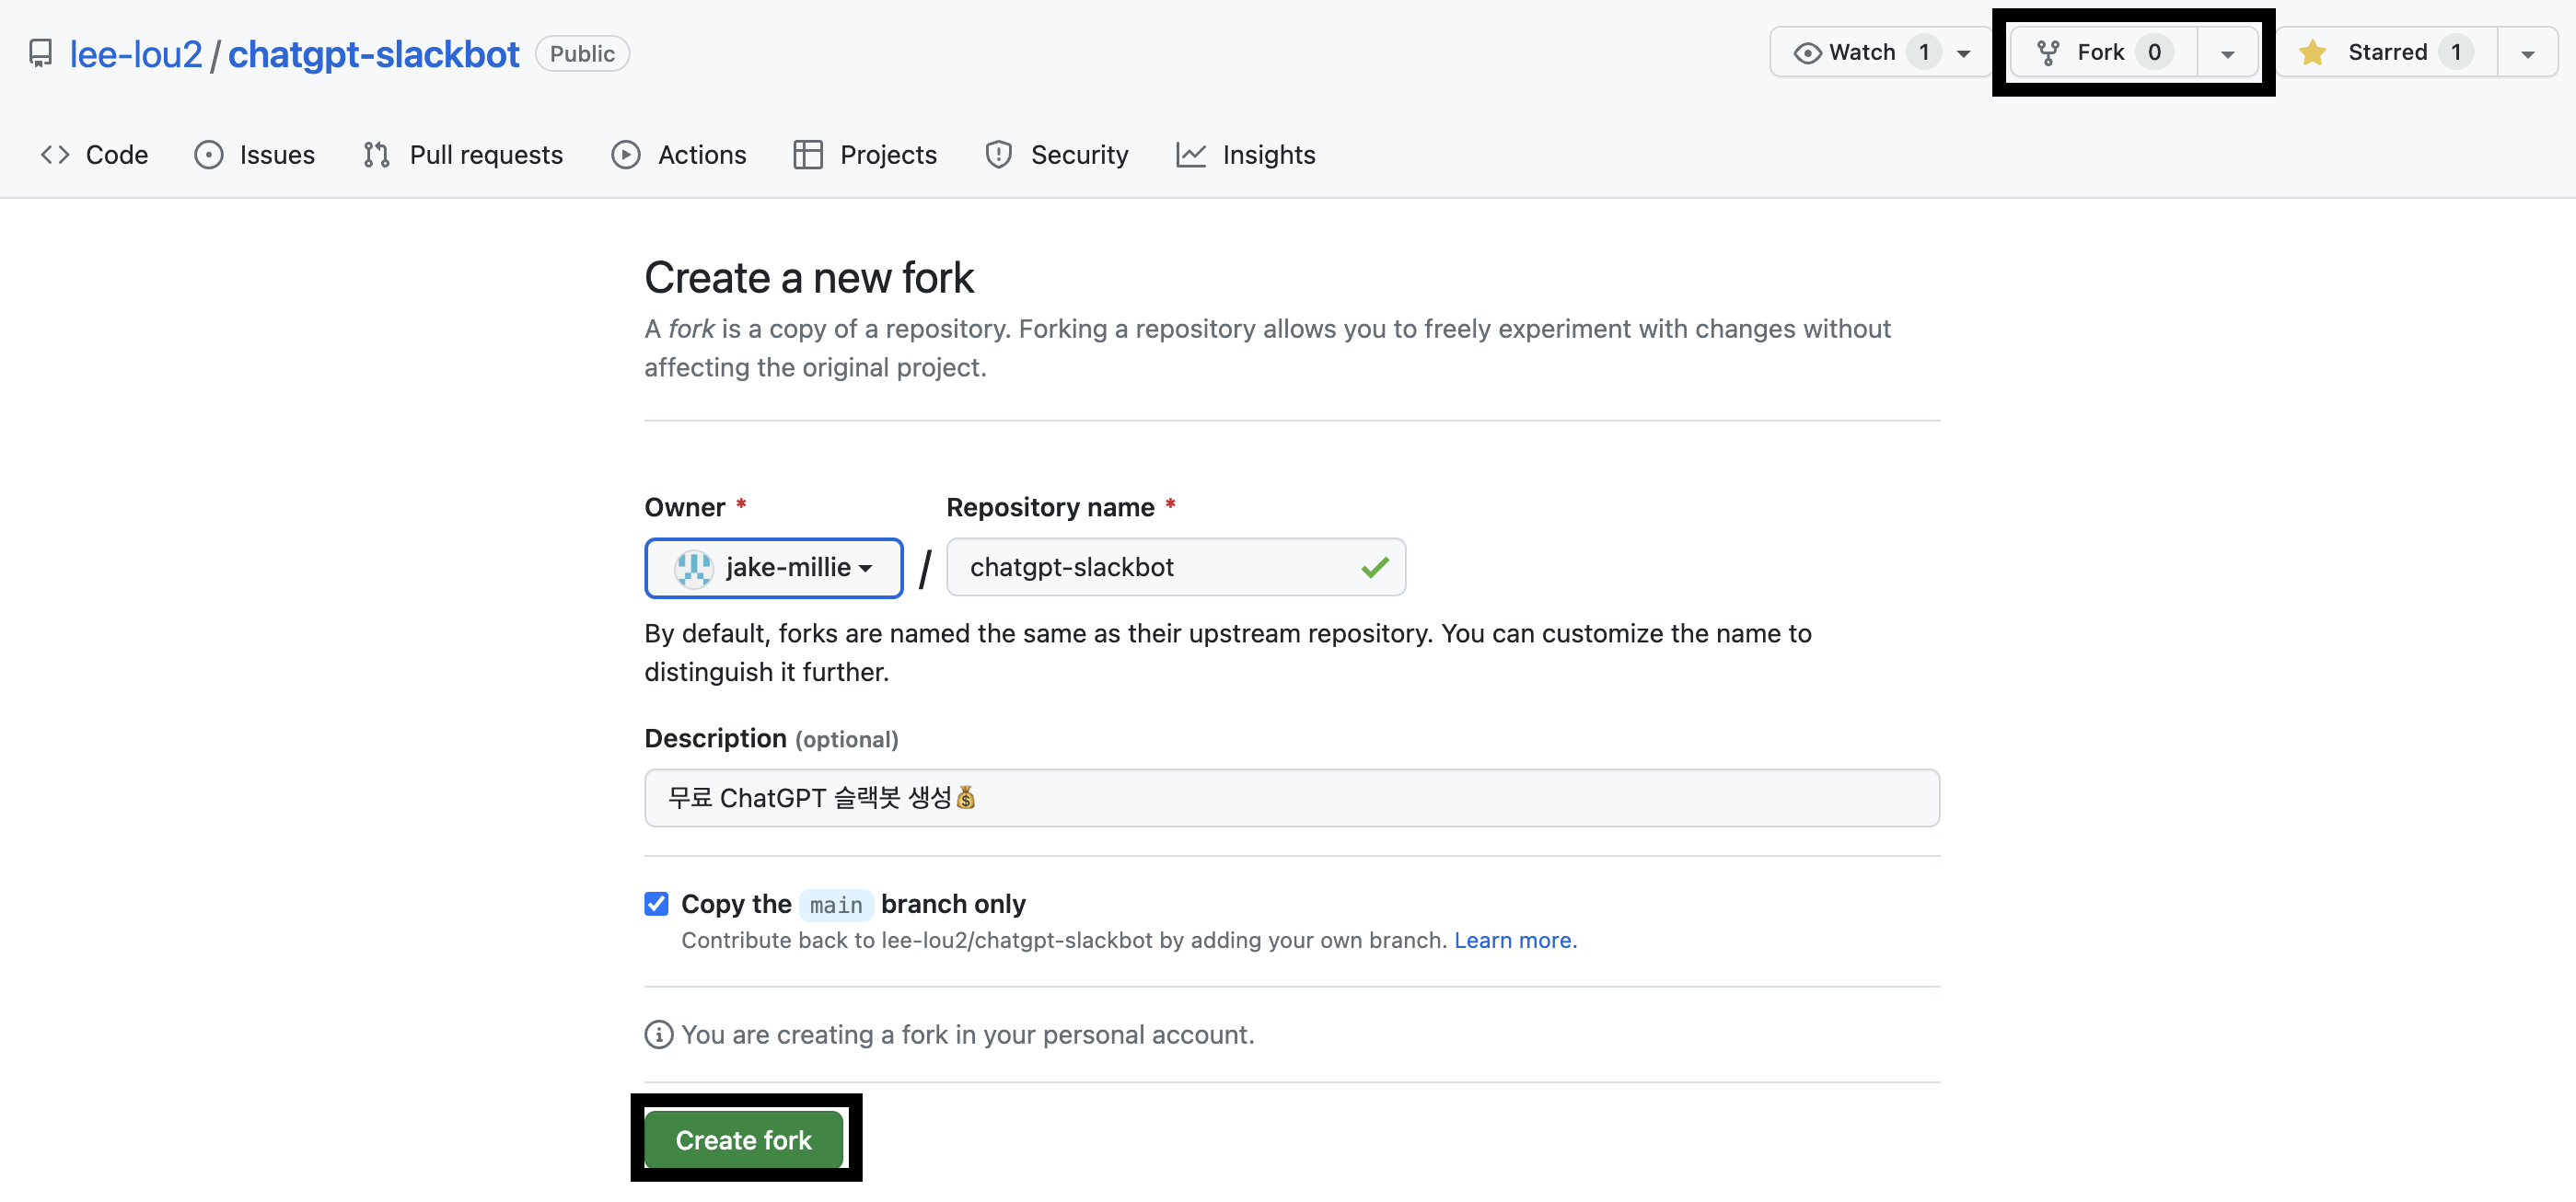 lee-lou2 / chatgpt-slackbot Public Watch 1 Fork 0 Starred 1
Code Issues Pull requests Actions Projects Security Insights
Create a new fork
A fork is a copy of a repository. Forking a repository allows you to freely experiment with changes without
affecting the original project.
Owner * Repository name *
jake-millie / chatgpt-slackbot
By default, forks are named the same as their upstream repository. You can customize the name to
distinguish it further.
Description (optional)
무료 ChatGPT 슬랙봇 생성💰
Copy the main branch only
Contribute back to lee-lou2/chatgpt-slackbot by adding your own branch. Learn more.
You are creating a fork in your personal account.
Create fork